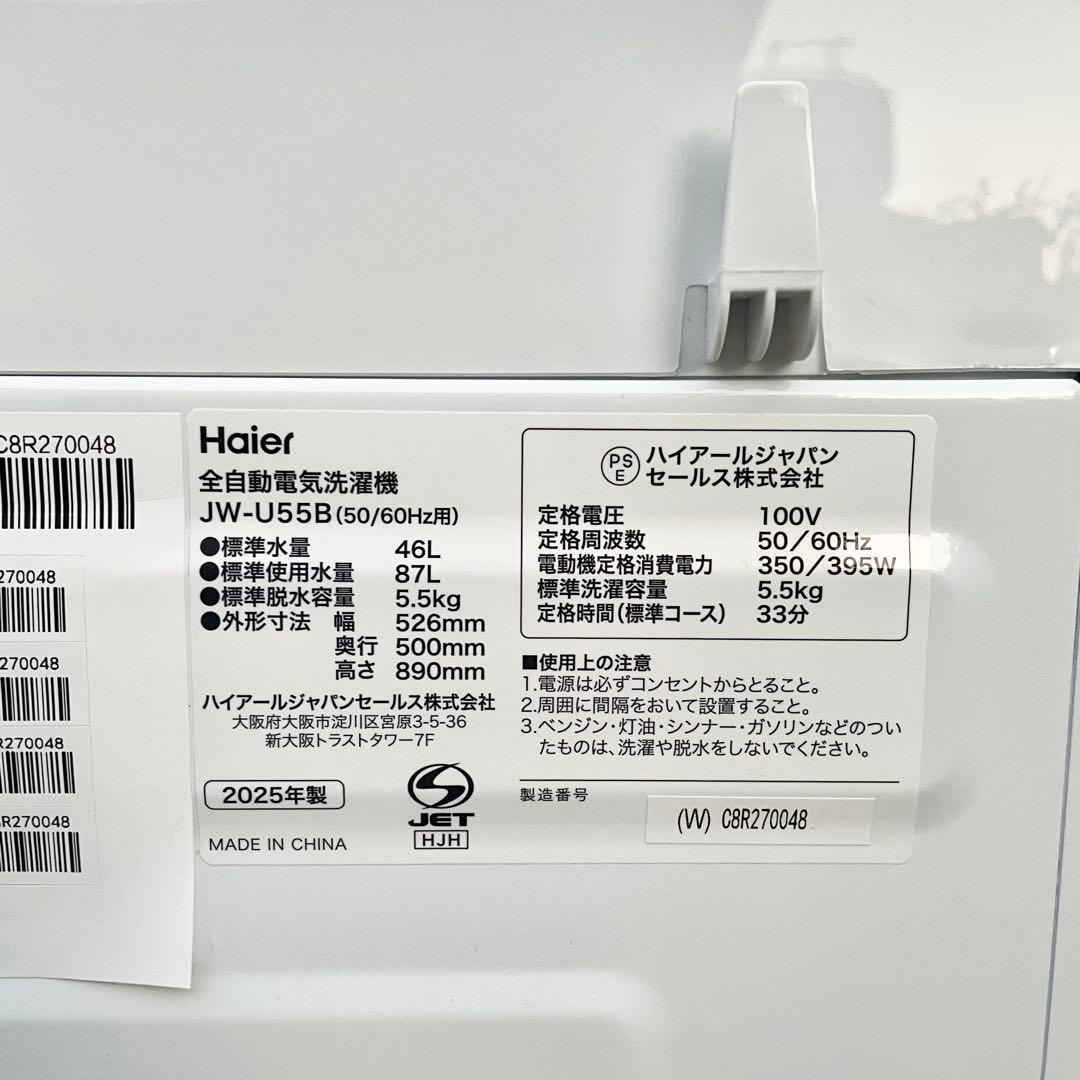 C8R270048
270048
270048
R270048
R270048
Haier
全自動電気洗濯機
JW-U55B(50/60Hz用)
●標準水量 46L
●標準使用水量 87L
●標準脱水容量 5.5kg
●外形寸法 幅 526mm
奥行 500mm
高さ 890mm
ハイアールジャパンセールス株式会社
大阪府大阪市淀川区宮原3-5-36
新大阪トラストタワー7F
2025年製
MADE IN CHINA
JET
HJH
PS
E
ハイアールジャパン
セールス株式会社
定格電圧 100V
定格周波数 50/60Hz
電動機定格消費電力 350/395W
標準洗濯容量 5.5kg
定格時間(標準コース) 33分
■使用上の注意
1.電源は必ずコンセントからとること。
2.周囲に間隔をおいて設置すること。
3.ベンジン・灯油・シンナー・ガソリンなどのつい
たものは、洗濯や脱水をしないでください。
製造番号
(W) C8R270048